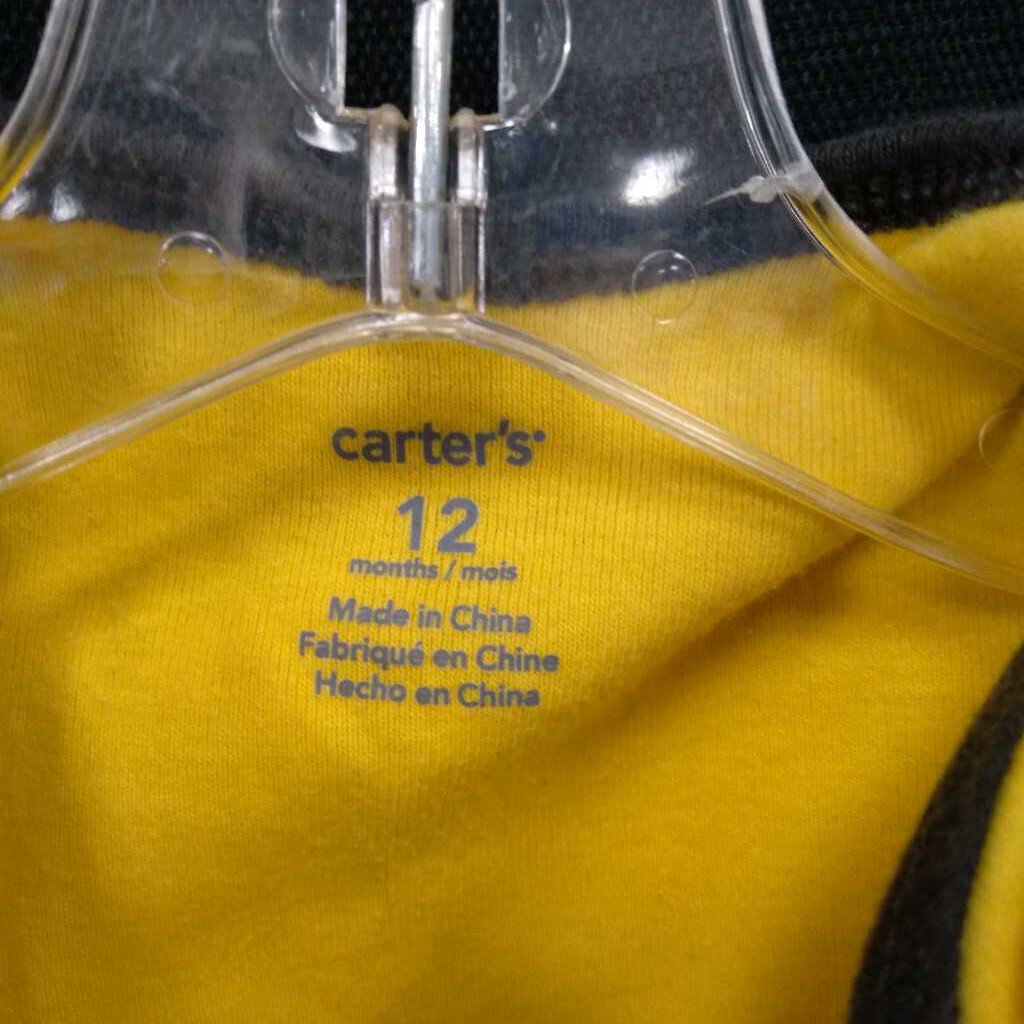 carter's
12
months / mois
Made in China
Fabriqué en Chine
Hecho en China